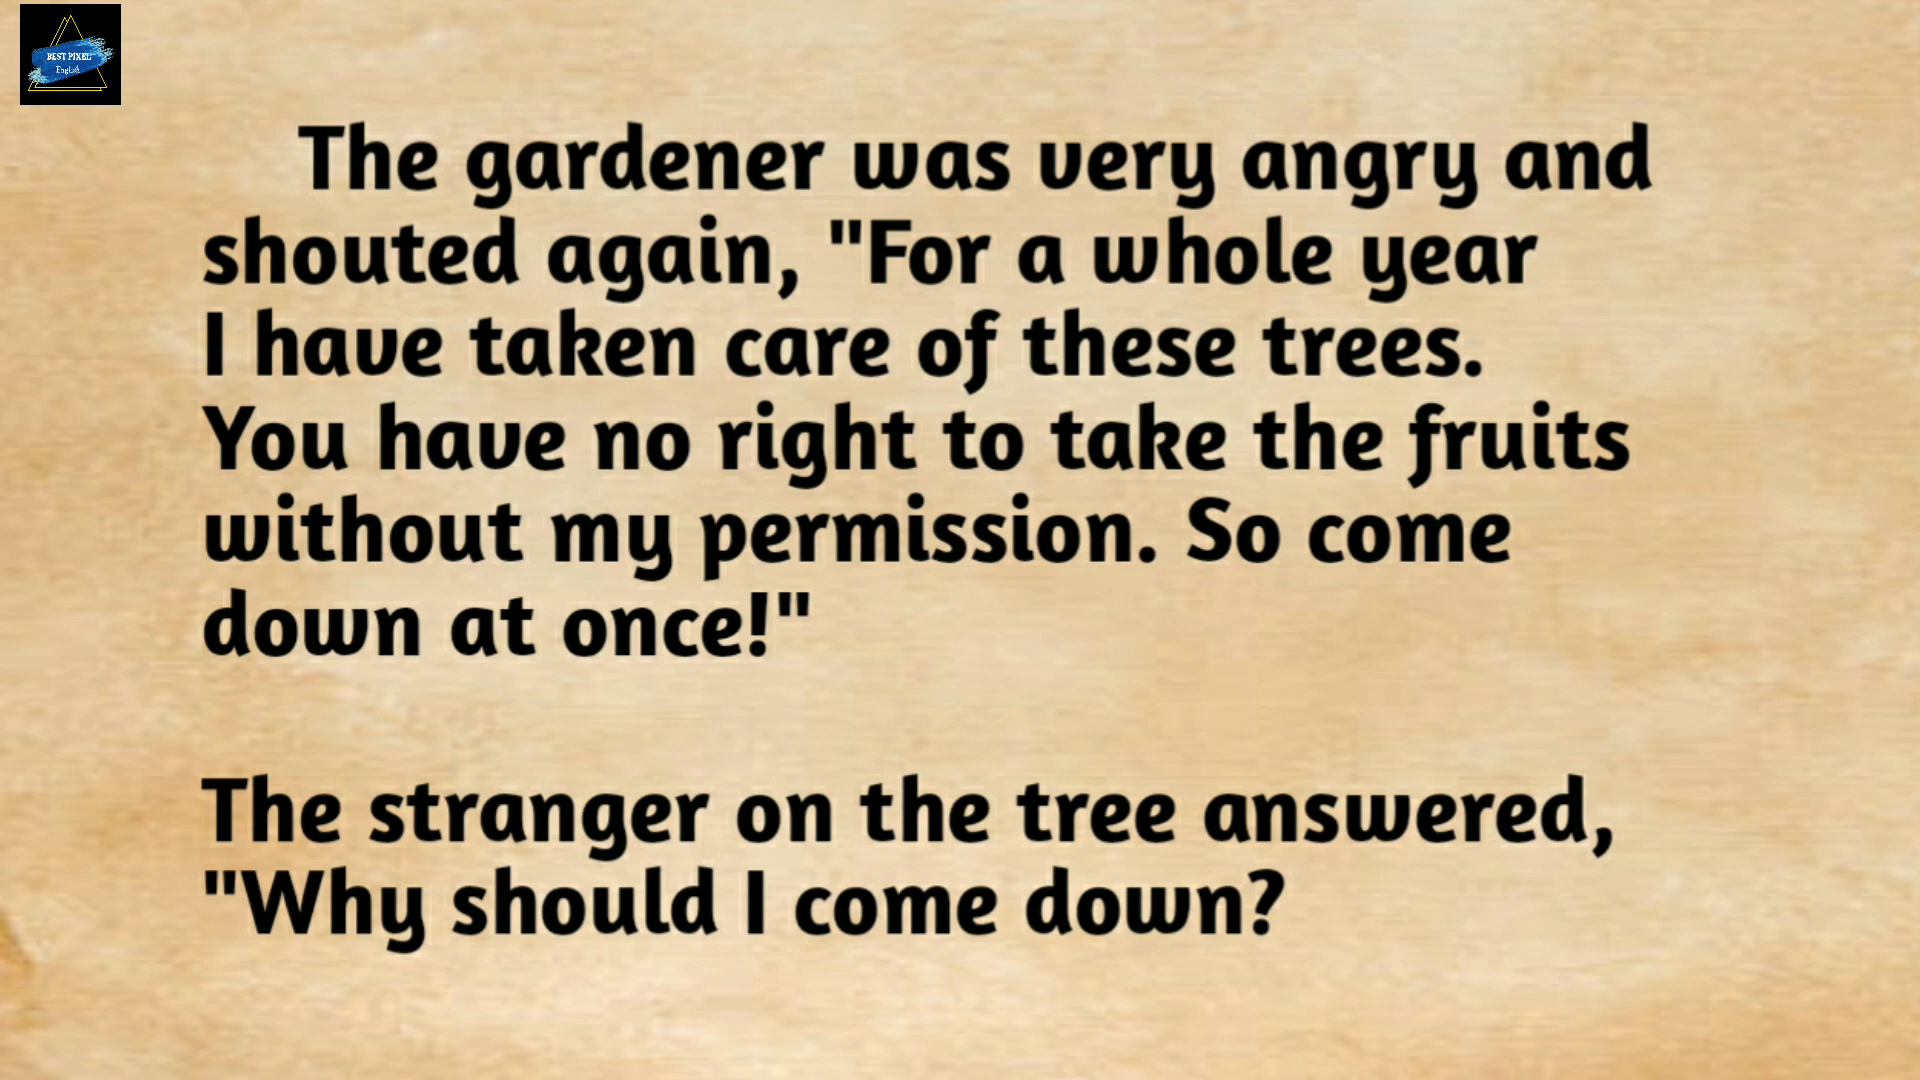 BEST PIXEL
English
The gardener was very angry and
shouted again, "For a whole year
I have taken care of these trees.
You have no right to take the fruits
without my permission. So come
down at once!"
The stranger on the tree answered,
"Why should I come down?